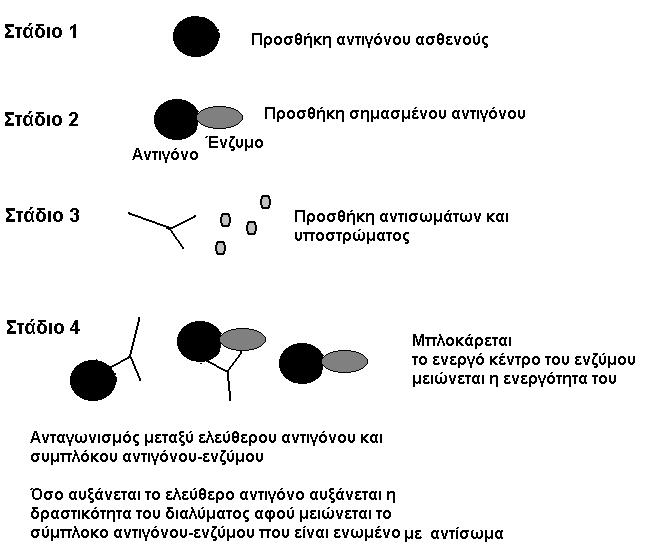 Στάδιο 1
Προσθήκη αντιγόνου ασθενούς
Στάδιο 2
Προσθήκη σημασμένου αντιγόνου
Ένζυμο
Αντιγόνο
Στάδιο 3
Προσθήκη αντισωμάτων και
υποστρώματος
Στάδιο 4
Μπλοκάρεται
το ενεργό κέντρο του ενζύμου
μειώνεται η ενεργότητα του
Ανταγωνισμός μεταξύ ελεύθερου αντιγόνου και
συμπλόκου αντιγόνου-ενζύμου
Όσο αυξάνεται το ελεύθερο αντιγόνο αυξάνεται η
δραστικότητα του διαλύματος αφού μειώνεται το
σύμπλοκο αντιγόνου-ενζύμου που είναι ενωμένο με αντίσωμα